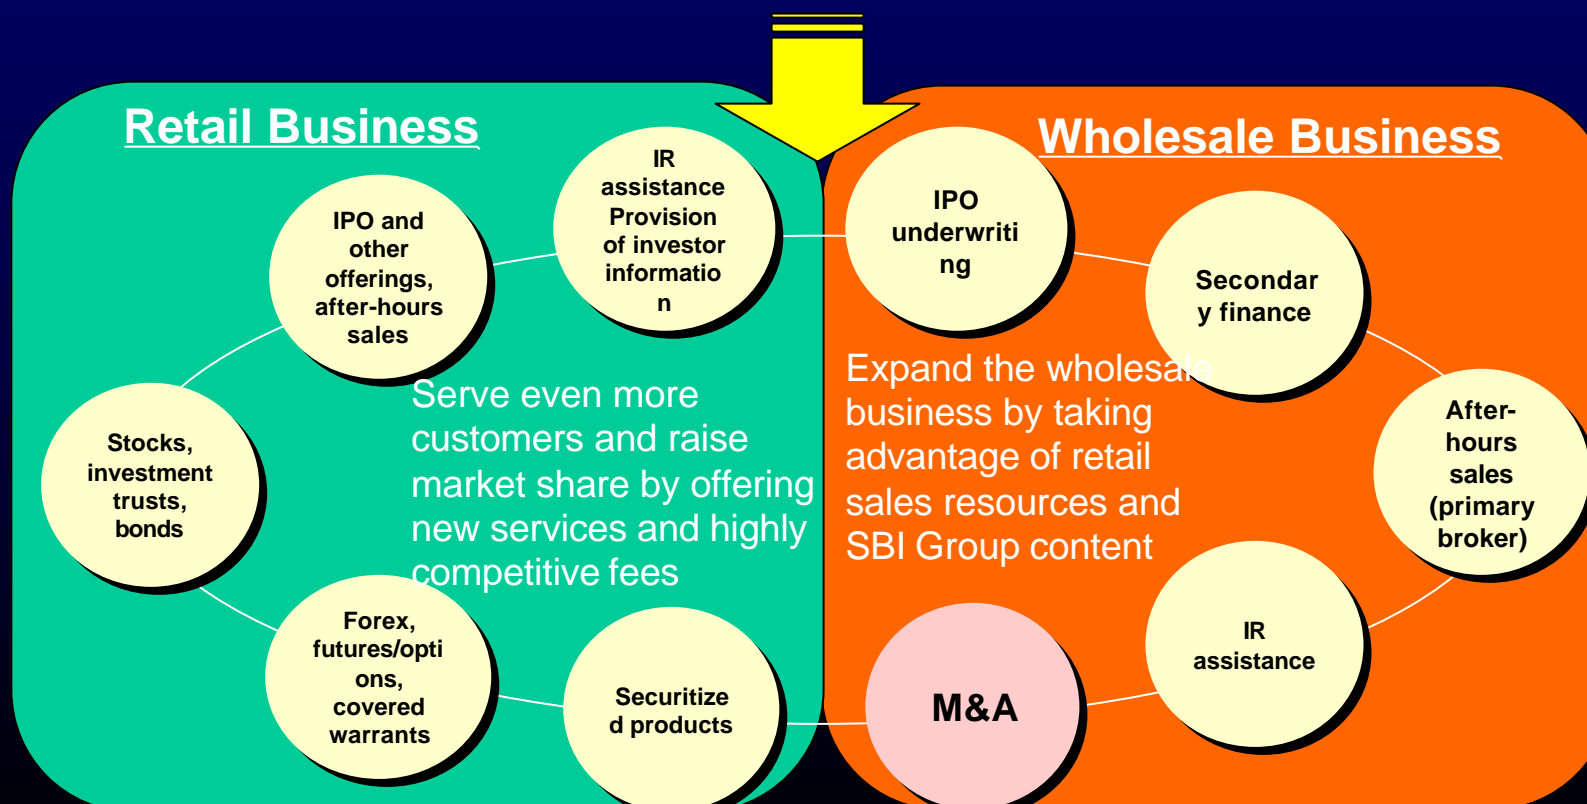 Retail Business
IR
assistance
Provision
of investor
informatio
n
IPO and
other
offerings,
after-hours
sales
Stocks,
investment
trusts,
bonds
Forex,
futures/opti
ons,
covered
warrants
Securitize
d products
Serve even more
customers and raise
market share by offering
new services and highly
competitive fees
Wholesale Business
IPO
underwriti
ng
Secondar
y finance
After-
hours
sales
(primary
broker)
IR
assistance
M&A
Expand the wholesale
business by taking
advantage of retail
sales resources and
SBI Group content